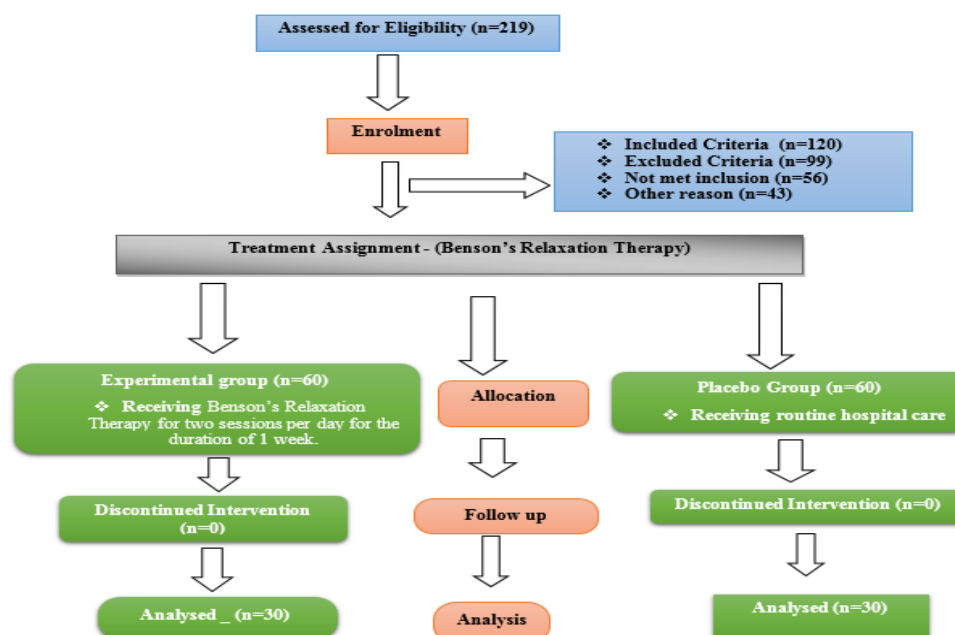 Assessed for Eligibility (n=219)
Enrolment
❖ Included Criteria (n=120)
❖ Excluded Criteria (n=99)
❖ Not met inclusion (n=56)
❖ Other reason (n=43)
Treatment Assignment - (Benson's Relaxation Therapy)
Experimental group (n=60)
❖ Receiving Benson's Relaxation
Therapy for two sessions per day for the
duration of 1 week.
Allocation
Placebo Group (n=60)
❖ Receiving routine hospital care
Discontinued Intervention
(n=0)
Follow up
Discontinued Intervention (n=0)
Analysed _ (n=30)
Analysis
Analysed (n=30)